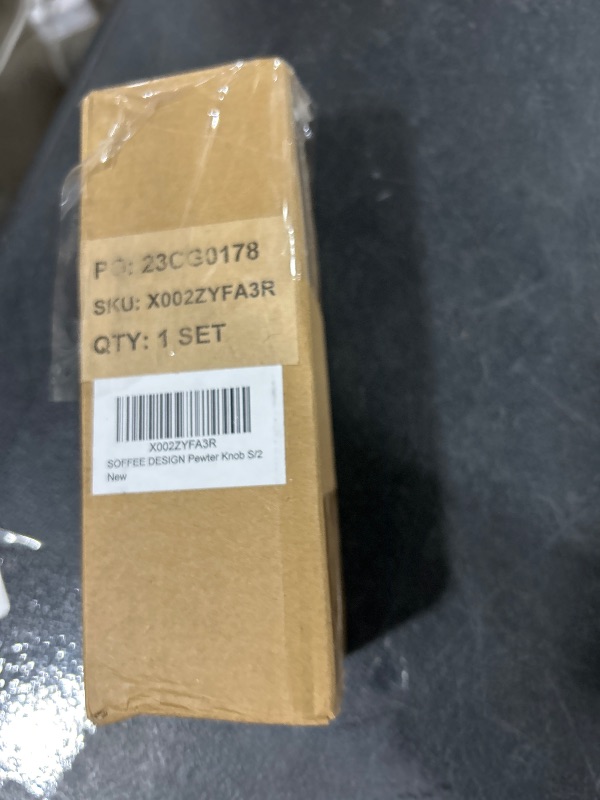 PO: 23CG0178
SKU: X002ZYFA3R
QTY: 1 SET
X002ZYFA3R
SOFFEE DESIGN Pewter Knob S/2
New